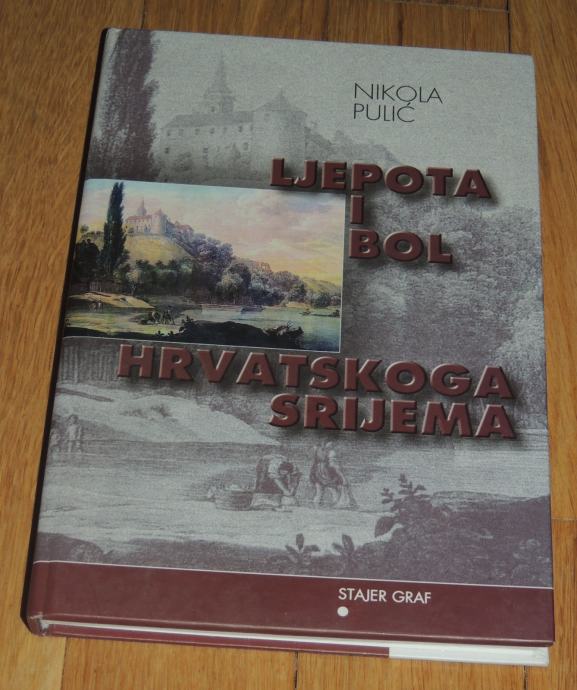 NIKOLA
PULIĆ
LJEPOTA
I
BOL
HRVATSKOGA
SRIJEMA
STAJER GRAF